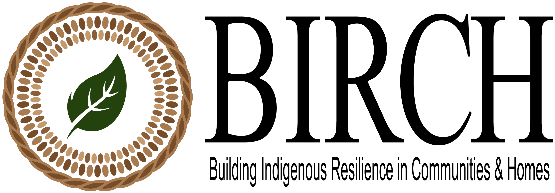 BIRCH
Building Indigenous Resilience in Communities & Homes